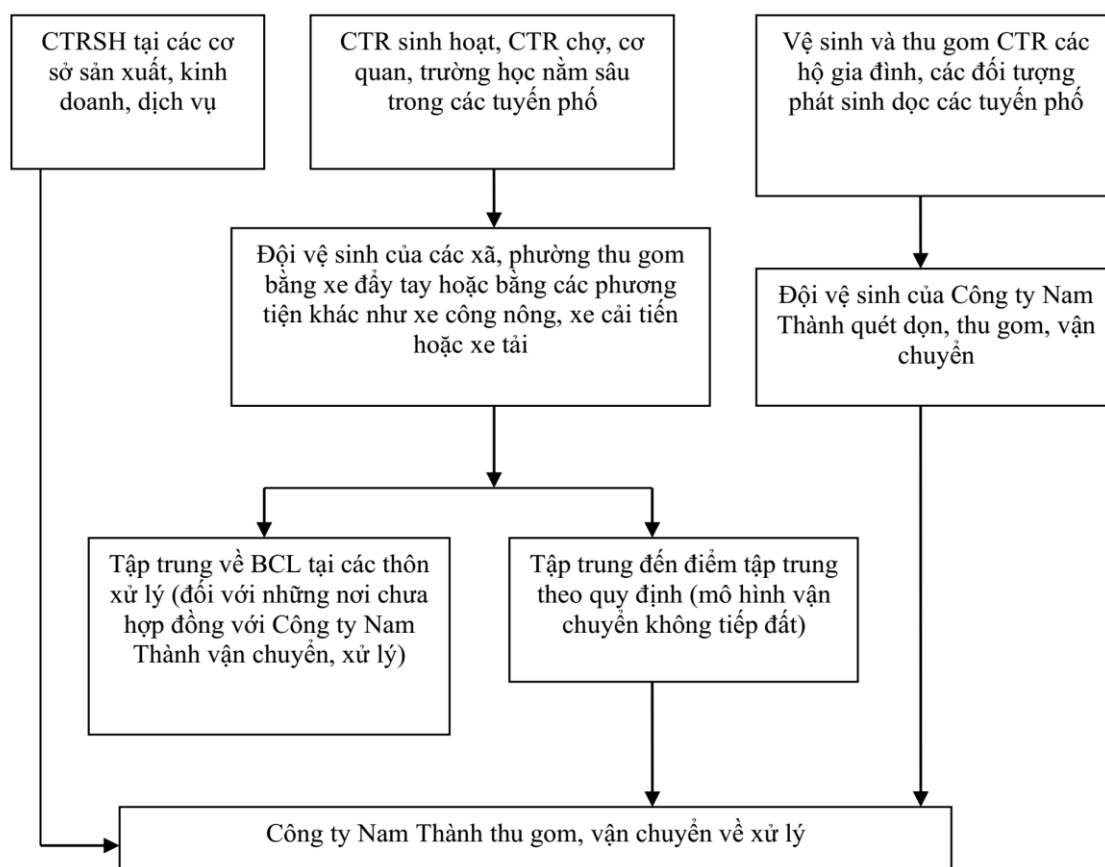 CTRSH tại các cơ
sở sản xuất, kinh
doanh, dịch vụ
CTR sinh hoạt, CTR chợ, cơ
quan, trường học nằm sâu
trong các tuyến phố
Vệ sinh và thu gom CTR các
hộ gia đình, các đối tượng
phát sinh dọc các tuyến phố
Đội vệ sinh của các xã, phường thu gom
bằng xe đẩy tay hoặc bằng các phương
tiện khác như xe công nông, xe cải tiến
hoặc xe tải
Đội vệ sinh của Công ty Nam
Thành quét dọn, thu gom, vận
chuyển
Tập trung về BCL tại các thôn
xử lý (đối với những nơi chưa
hợp đồng với Công ty Nam
Thành vận chuyển, xử lý)
Tập trung đến điểm tập trung
theo quy định (mô hình vận
chuyển không tiếp đất)
Công ty Nam Thành thu gom, vận chuyển về xử lý